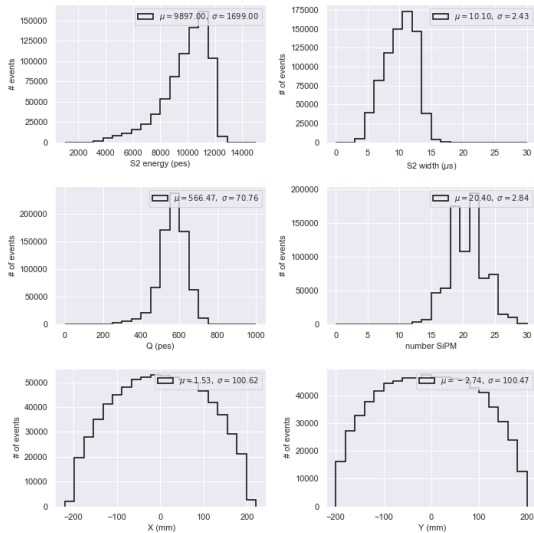 μ = 9897.00, σ = 1699.00
# of events
150000
125000
100000
75000
50000
25000
0
2000 4000 6000 8000 10000 12000 14000
S2 energy (pes)
μ = 10.10, σ = 2.43
# of events
175000
150000
125000
100000
75000
50000
25000
0
0 5 10 15 20 25 30
S2 width (μs)
μ = 566.47, σ = 70.76
# of events
200000
150000
100000
50000
0
0 200 400 600 800 1000
Q (pes)
μ = 20.40, σ = 2.84
# of events
200000
150000
100000
50000
0
0 5 10 15 20 25 30
number SiPM
μ = 1.53, σ = 100.62
# of events
50000
40000
30000
20000
10000
0
−200 −100 0 100 200
X (mm)
μ = −2.74, σ = 100.47
# of events
40000
30000
20000
10000
0
−200 −100 0 100 200
Y (mm)